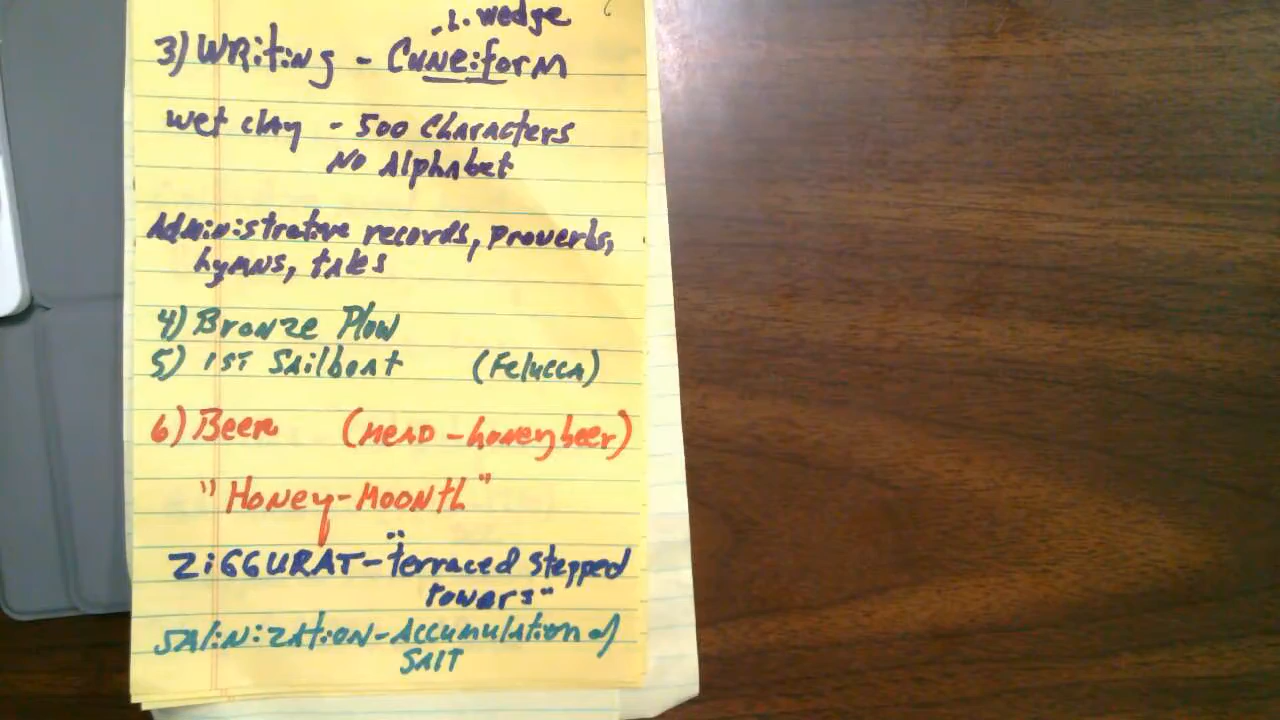 L. wedge
3) Writing - Cuneiform
wet clay - 500 Characters
No Alphabet
Administrative records, proverbs,
hymns, tales
4) Bronze Plow
5) 1st Sailboat (Felucca)
6) Beer (Mead - honeybeer)
"Honey-Moonth"
ZiGGURAT - "terraced stepped
towers"
Salinization - Accumulation of
SALT